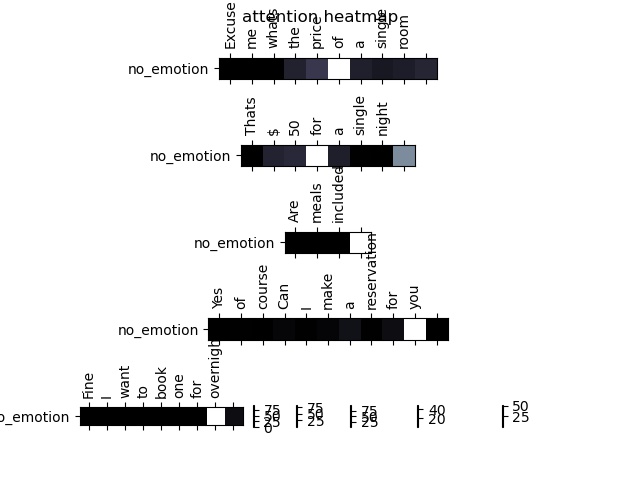 attention heatmap
Excuse me whats the price of a single room
no_emotion
Thats $ 50 for a single night
no_emotion
Are meals included
no_emotion
Yes of course Can I make a reservation for you
no_emotion
Fine I want to book one for
no_emotion
75 50 25 0
75 50 25
75 50 25
40 20
50 25